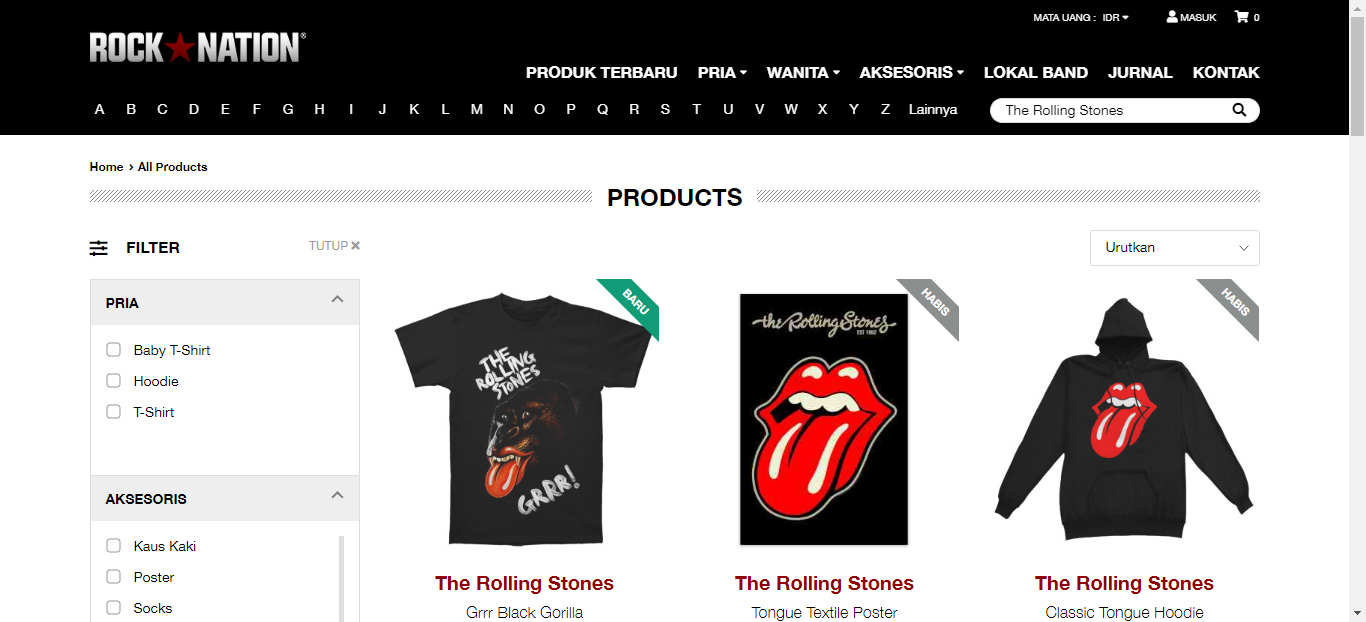 MATA UANG : IDR MASUK 0
ROCK NATION®
PRODUK TERBARU PRIA WANITA AKSESORIS LOKAL BAND JURNAL KONTAK
A B C D E F G H I J K L M N O P Q R S T U V W X Y Z Lainnya The Rolling Stones
Home › All Products
PRODUCTS
FILTER TUTUP ×
Urutkan
PRIA
Baby T-Shirt
Hoodie
T-Shirt
AKSESORIS
Kaus Kaki
Poster
Socks
BARU
THE
ROLLING
STONES
GRRR!
The Rolling Stones
Grrr Black Gorilla
HABIS
the Rolling Stones
EST 1962
The Rolling Stones
Tongue Textile Poster
HABIS
The Rolling Stones
Classic Tongue Hoodie